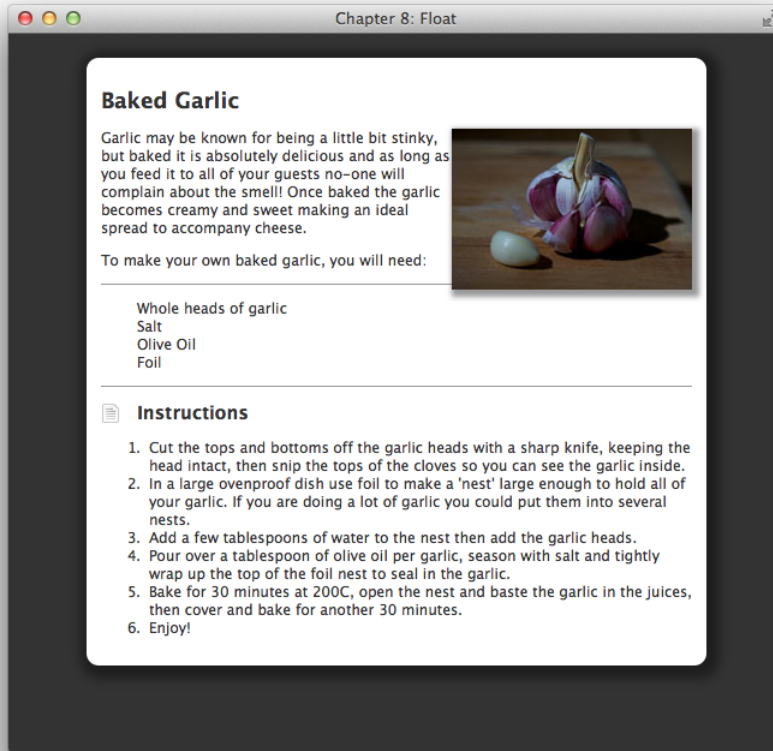 Chapter 8: Float
Baked Garlic
Garlic may be known for being a little bit stinky,
but baked it is absolutely delicious and as long as
you feed it to all of your guests no-one will
complain about the smell! Once baked the garlic
becomes creamy and sweet making an ideal
spread to accompany cheese.
To make your own baked garlic, you will need:
Whole heads of garlic
Salt
Olive Oil
Foil
Instructions
1. Cut the tops and bottoms off the garlic heads with a sharp knife, keeping the
head intact, then snip the tops of the cloves so you can see the garlic inside.
2. In a large ovenproof dish use foil to make a 'nest' large enough to hold all of
your garlic. If you are doing a lot of garlic you could put them into several
nests.
3. Add a few tablespoons of water to the nest then add the garlic heads.
4. Pour over a tablespoon of olive oil per garlic, season with salt and tightly
wrap up the top of the foil nest to seal in the garlic.
5. Bake for 30 minutes at 200C, open the nest and baste the garlic in the juices,
then cover and bake for another 30 minutes.
6. Enjoy!